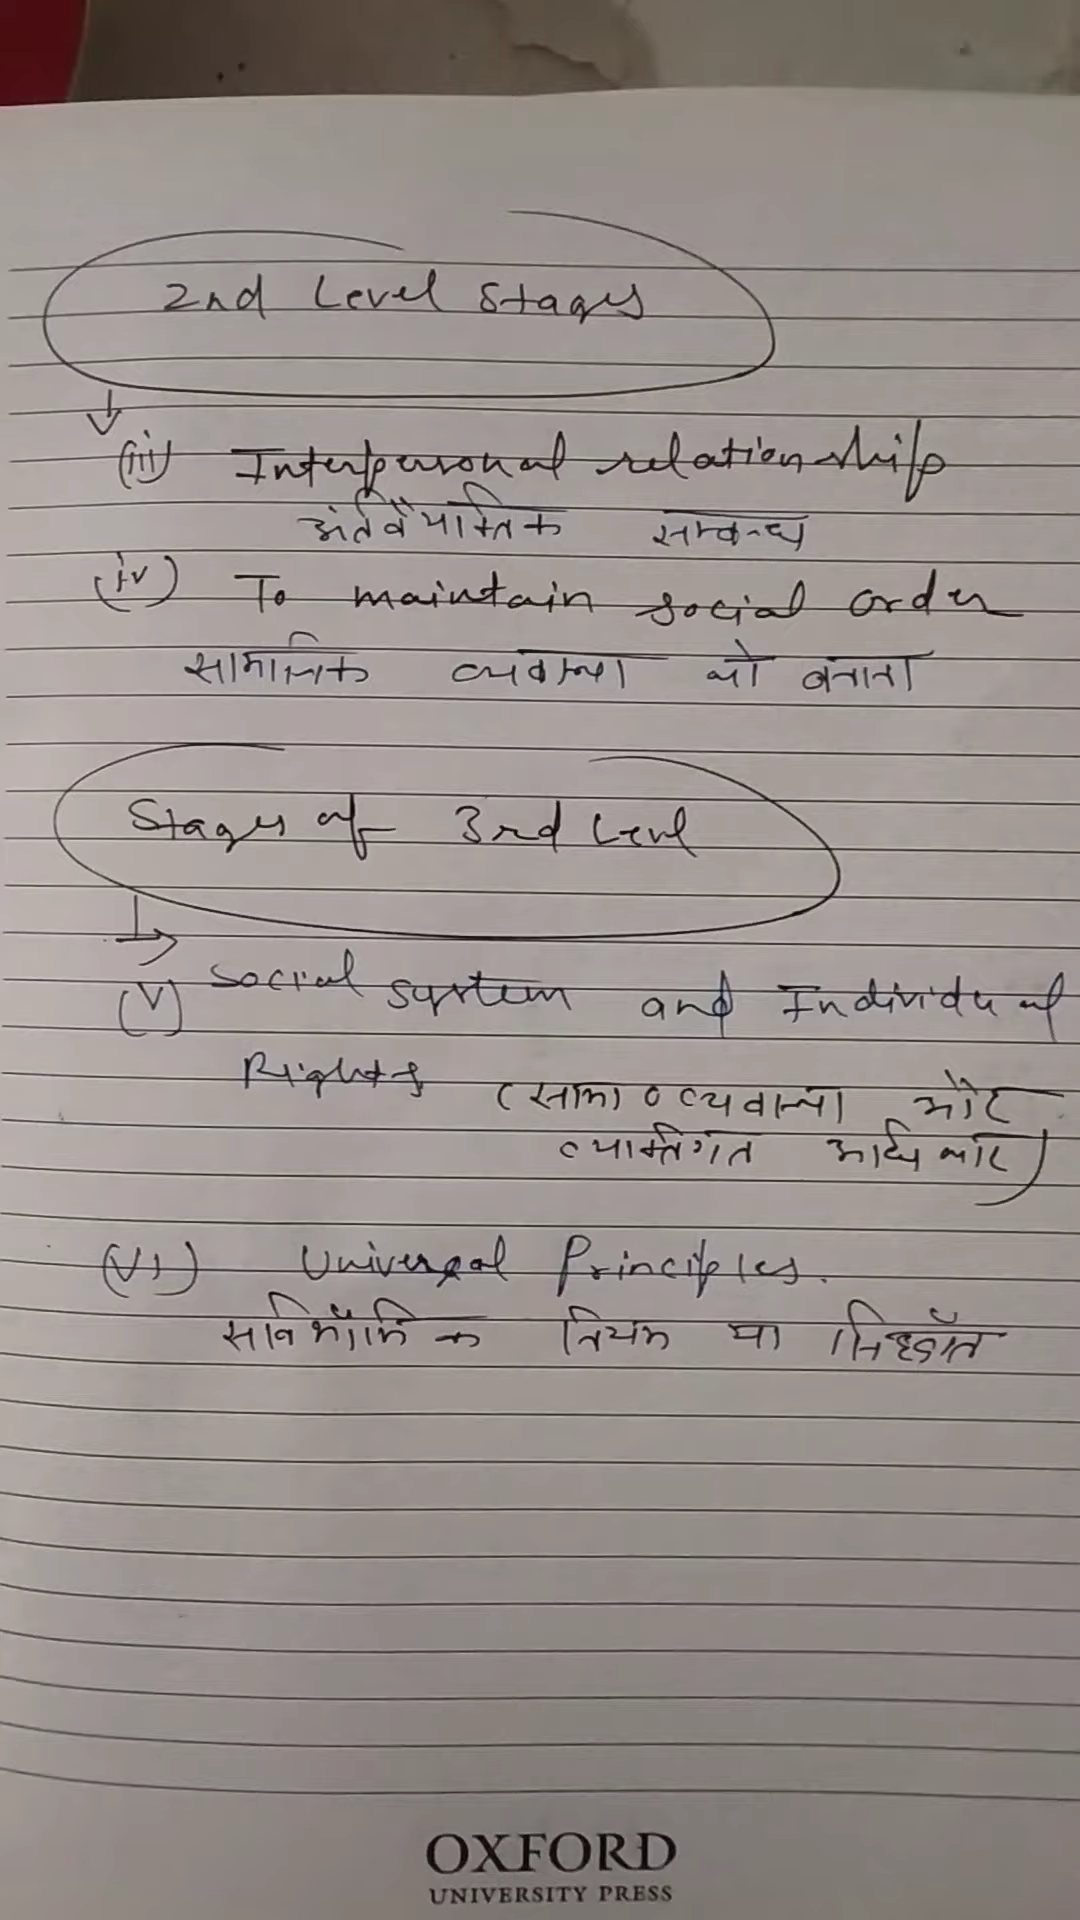 2nd Level Stages
(iii) Interpersonal relationship
अंतर्वैयक्तिक सम्बन्ध
(iv) To maintain social order
सामाजिक व्यवस्था को बनाना
Stages of 3rd Level
(V) Social system and Individual
Rights (सामा० व्यवस्था और
व्यक्तिगत अधिकार)
(VI) Universal Principles.
नियम या सिद्धांत
OXFORD
UNIVERSITY PRESS